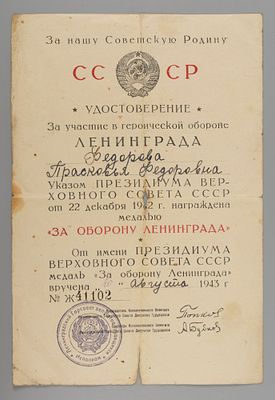 За нашу Советскую Родину
СССР
УДОСТОВЕРЕНИЕ
За участие в героической обороне
ЛЕНИНГРАДА
Федорова
Прасковья Федоровна
Указом ПРЕЗИДИУМА ВЕР-
ХОВНОГО СОВЕТА СССР
от 22 декабря 1942 г. награждена
медалью
"ЗА ОБОРОНУ ЛЕНИНГРАДА"
От имени ПРЕЗИДИУМА
ВЕРХОВНОГО СОВЕТА СССР
медаль «За оборону Ленинграда»
вручена " " августа 1943 г
№ Ж 41102
Попков